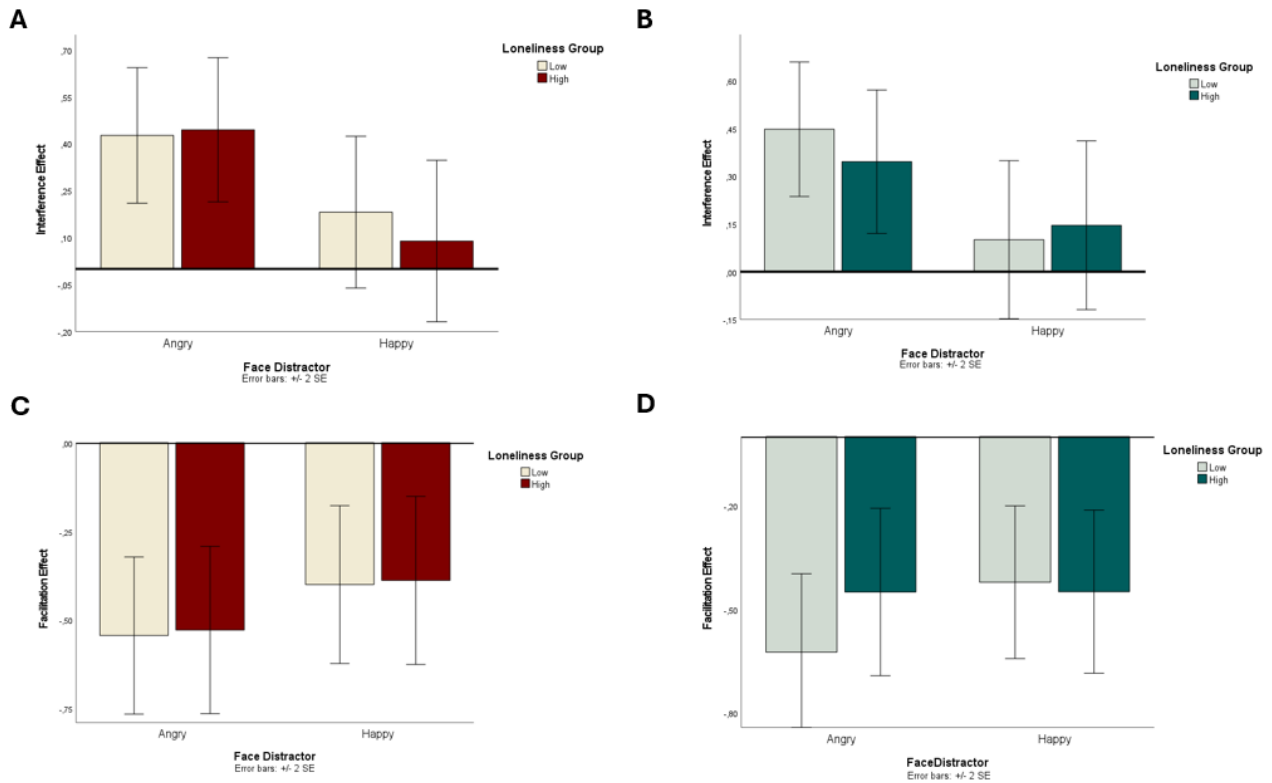 A
Interference Effect
,70
,55
,40
,25
,10
-,05
-,20
Angry
Happy
Face Distractor
Error bars: +/- 2 SE
Loneliness Group
Low
High
B
Interference Effect
,60
,45
,30
,15
,00
-,15
Angry
Happy
Face Distractor
Error bars: +/- 2 SE
Loneliness Group
Low
High
C
Facilitation Effect
,00
-,25
-,50
-,75
Angry
Happy
Face Distractor
Error bars: +/- 2 SE
Loneliness Group
Low
High
D
Facilitation Effect
-,20
-,50
-,80
Angry
Happy
FaceDistractor
Error bars: +/- 2 SE
Loneliness Group
Low
High